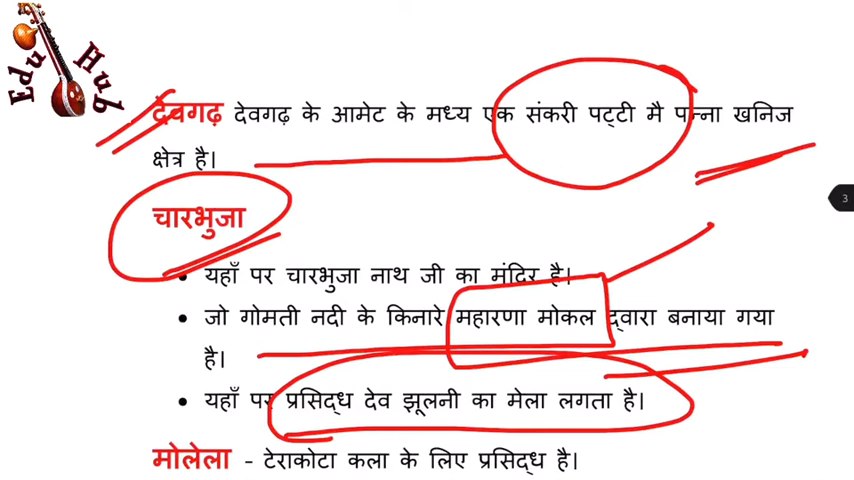 Edu Hub
देवगढ़ देवगढ़ के आमेट के मध्य एक संकरी पट्टी मै पन्ना खनिज
क्षेत्र है।
3
चारभुजा
• यहाँ पर चारभुजा नाथ जी का मंदिर है।
• जो गोमती नदी के किनारे महारणा मोकल द्वारा बनाया गया
है।
• यहाँ पर प्रसिद्ध देव झूलनी का मेला लगता है।
मोलेला - टेराकोटा कला के लिए प्रसिद्ध है।